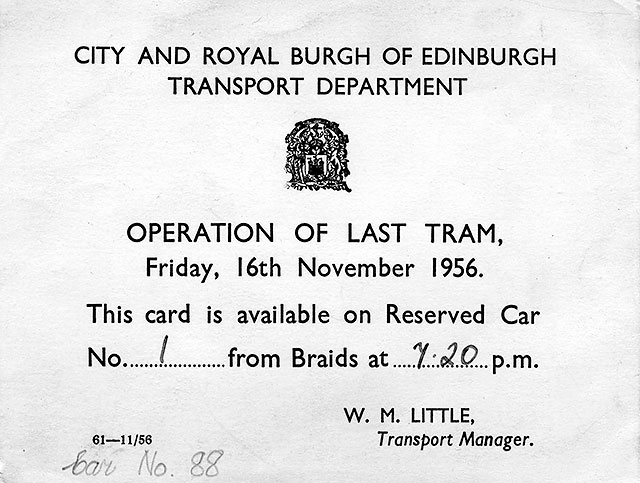 CITY AND ROYAL BURGH OF EDINBURGH
TRANSPORT DEPARTMENT
OPERATION OF LAST TRAM,
Friday, 16th November 1956.
This card is available on Reserved Car
No. 1 from Braids at 7.20 p.m.
W. M. LITTLE,
Transport Manager.
61—11/56
Car No. 88